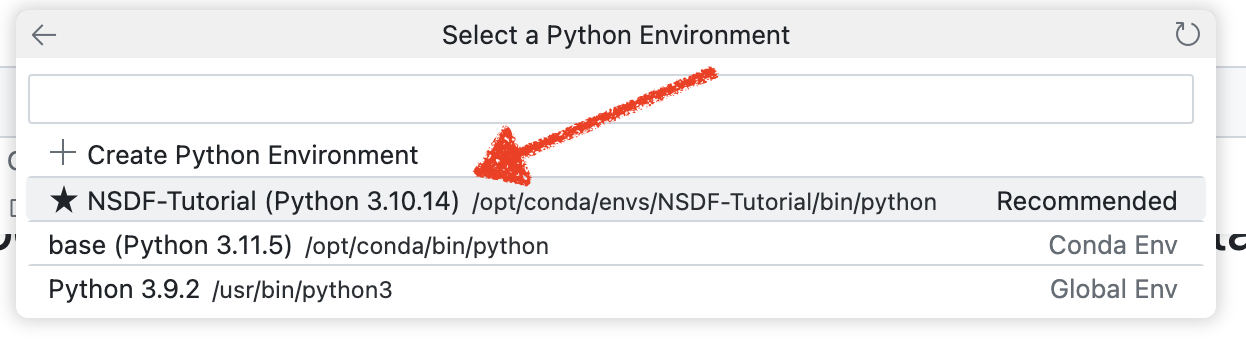 Select a Python Environment
Create Python Environment
★ NSDF-Tutorial (Python 3.10.14) /opt/conda/envs/NSDF-Tutorial/bin/python Recommended
base (Python 3.11.5) /opt/conda/bin/python Conda Env
Python 3.9.2 /usr/bin/python3 Global Env